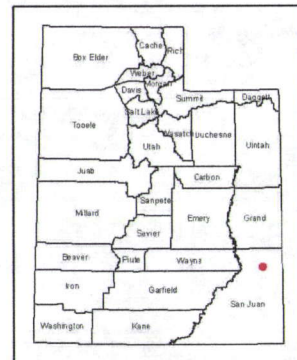 Cache
Rich
Box Elder
Weber
Morgan
Daggett
Davis
Summit
Salt Lake
Tooele
Wasatch
Duchesne
Uintah
Utah
Juab
Carbon
Sanpete
Millard
Emery
Grand
Sevier
Beaver
Piute
Wayne
Iron
Garfield
San Juan
Washington
Kane